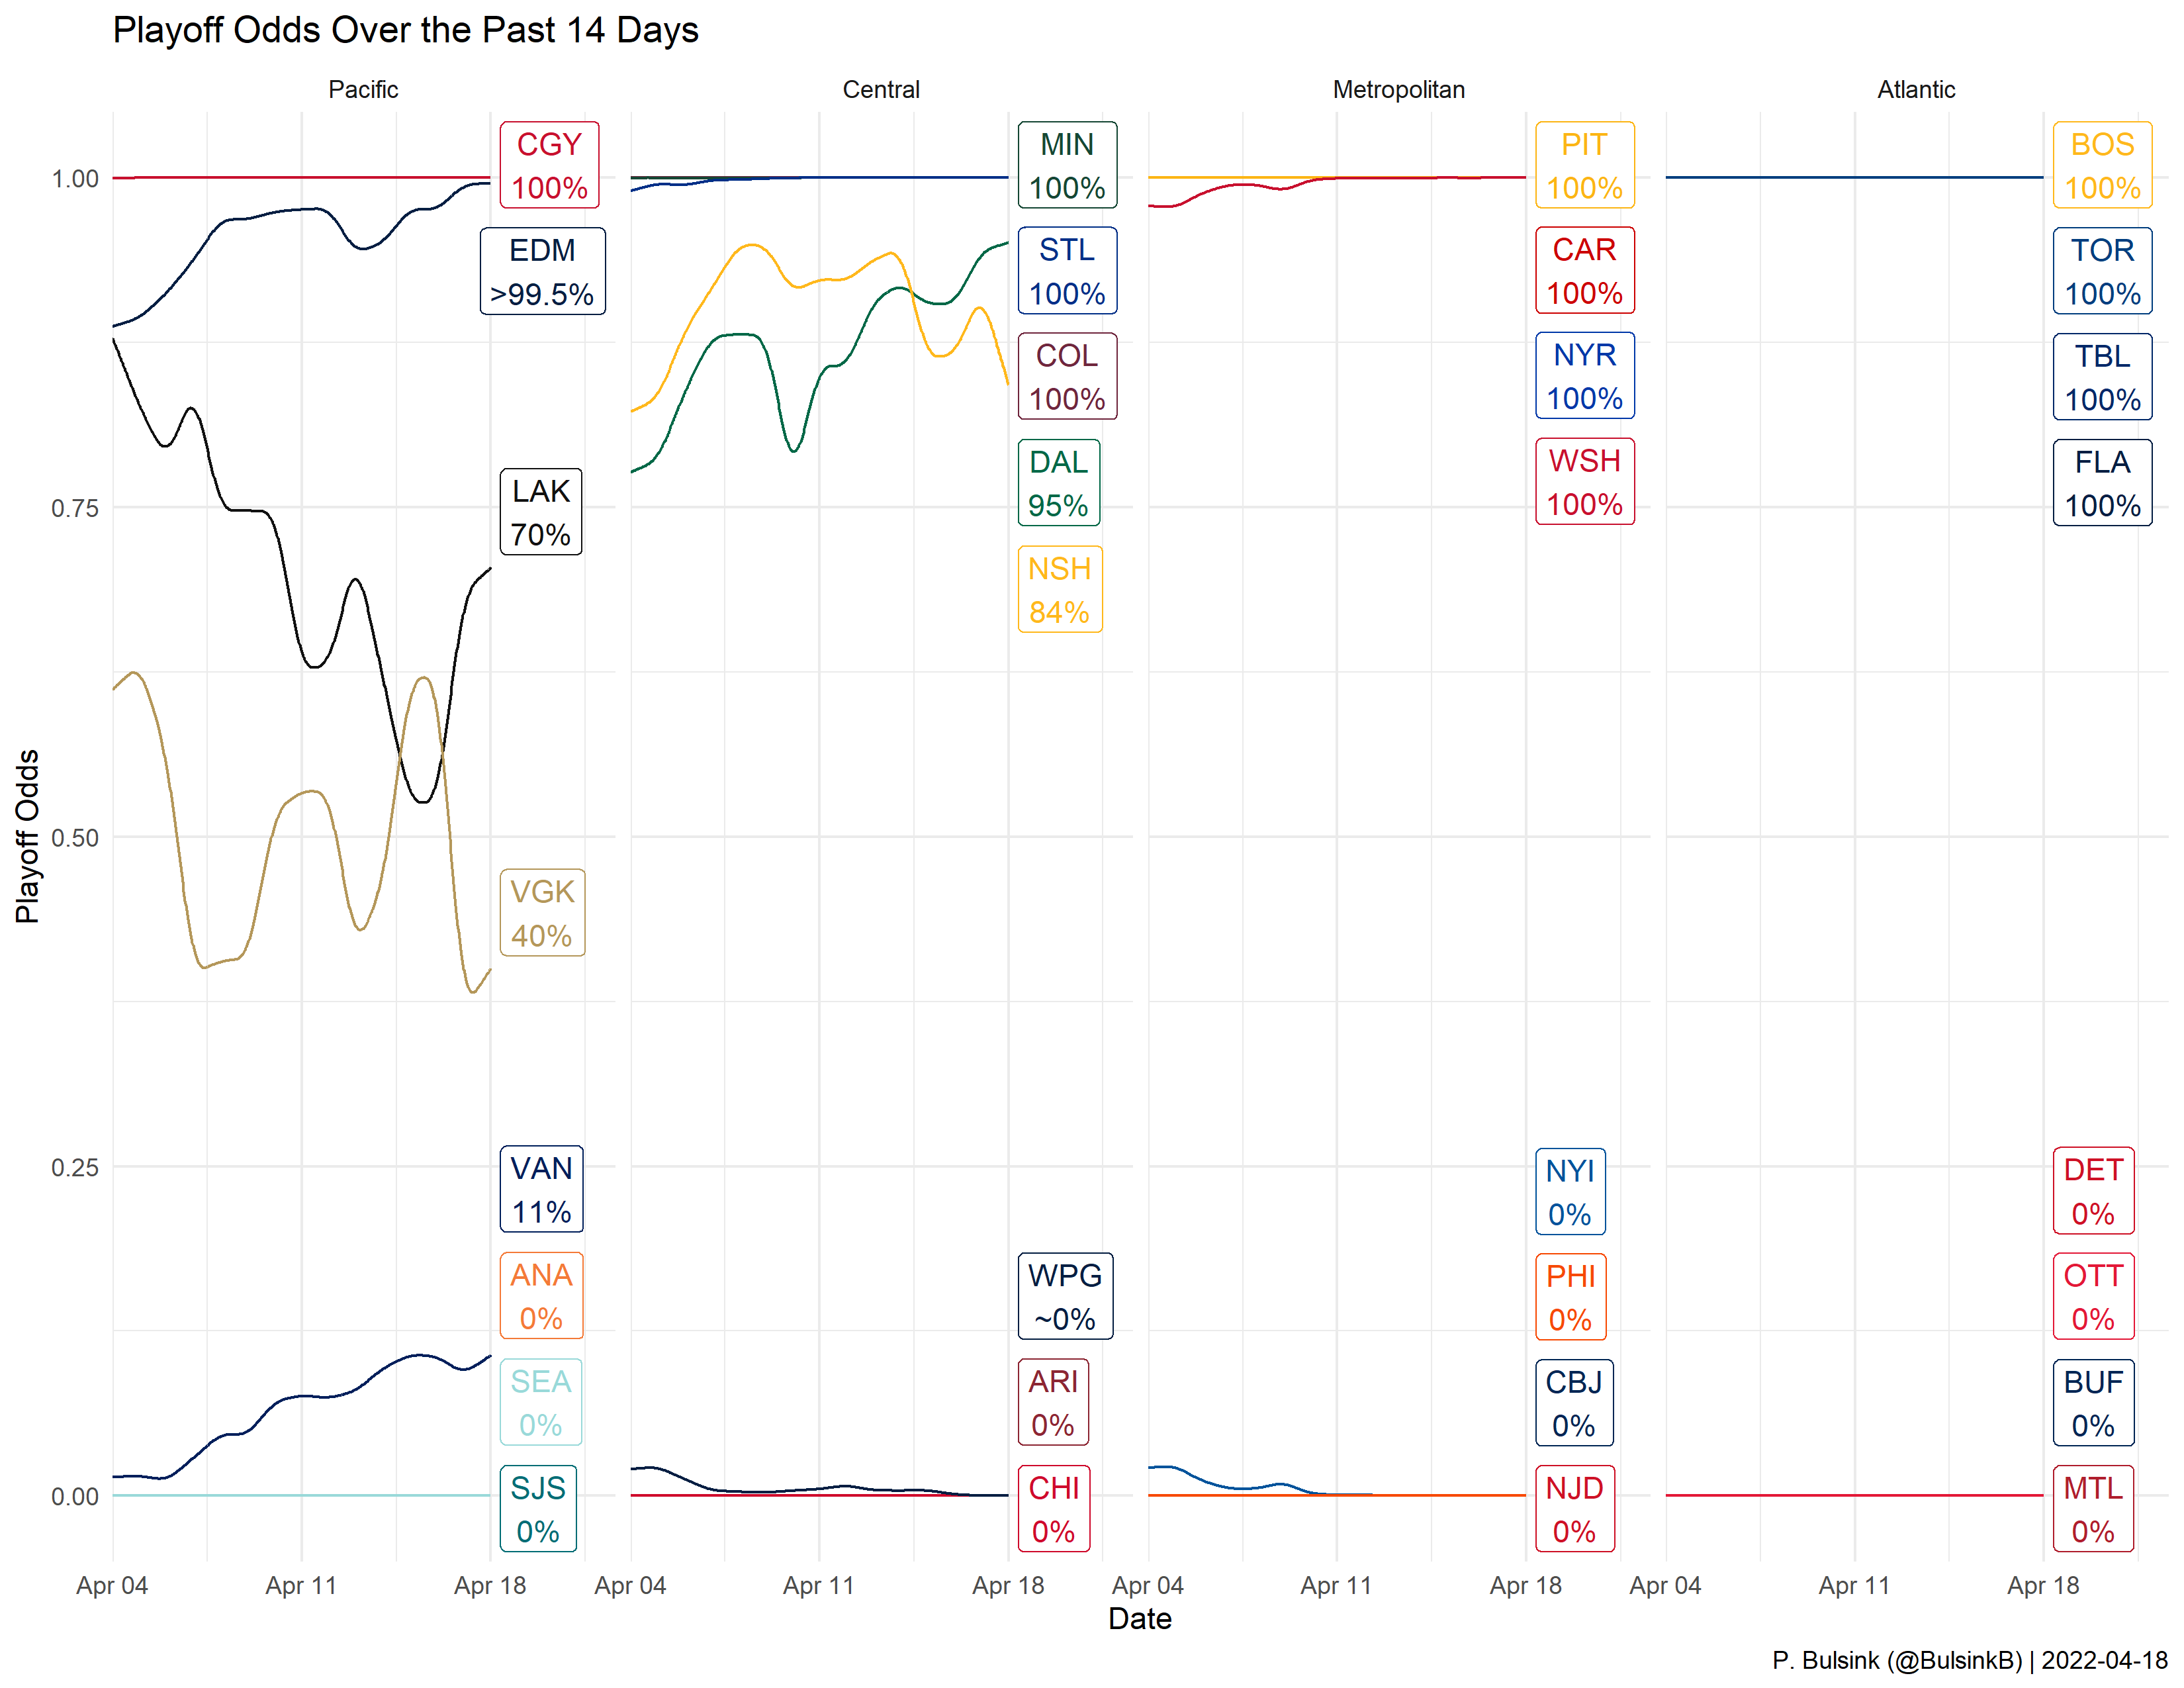 Playoff Odds Over the Past 14 Days
Pacific
Central
Metropolitan
Atlantic
Playoff Odds
1.00
0.75
0.50
0.25
0.00
CGY
100%
EDM
>99.5%
LAK
70%
VGK
40%
VAN
11%
ANA
0%
SEA
0%
SJS
0%
MIN
100%
STL
100%
COL
100%
DAL
95%
NSH
84%
WPG
~0%
ARI
0%
CHI
0%
PIT
100%
CAR
100%
NYR
100%
WSH
100%
NYI
0%
PHI
0%
CBJ
0%
NJD
0%
BOS
100%
TOR
100%
TBL
100%
FLA
100%
DET
0%
OTT
0%
BUF
0%
MTL
0%
Apr 04
Apr 11
Apr 18
Apr 04
Apr 11
Apr 18
Apr 04
Apr 11
Apr 18
Apr 04
Apr 11
Apr 18
Date
P. Bulsink (@BulsinkB) | 2022-04-18